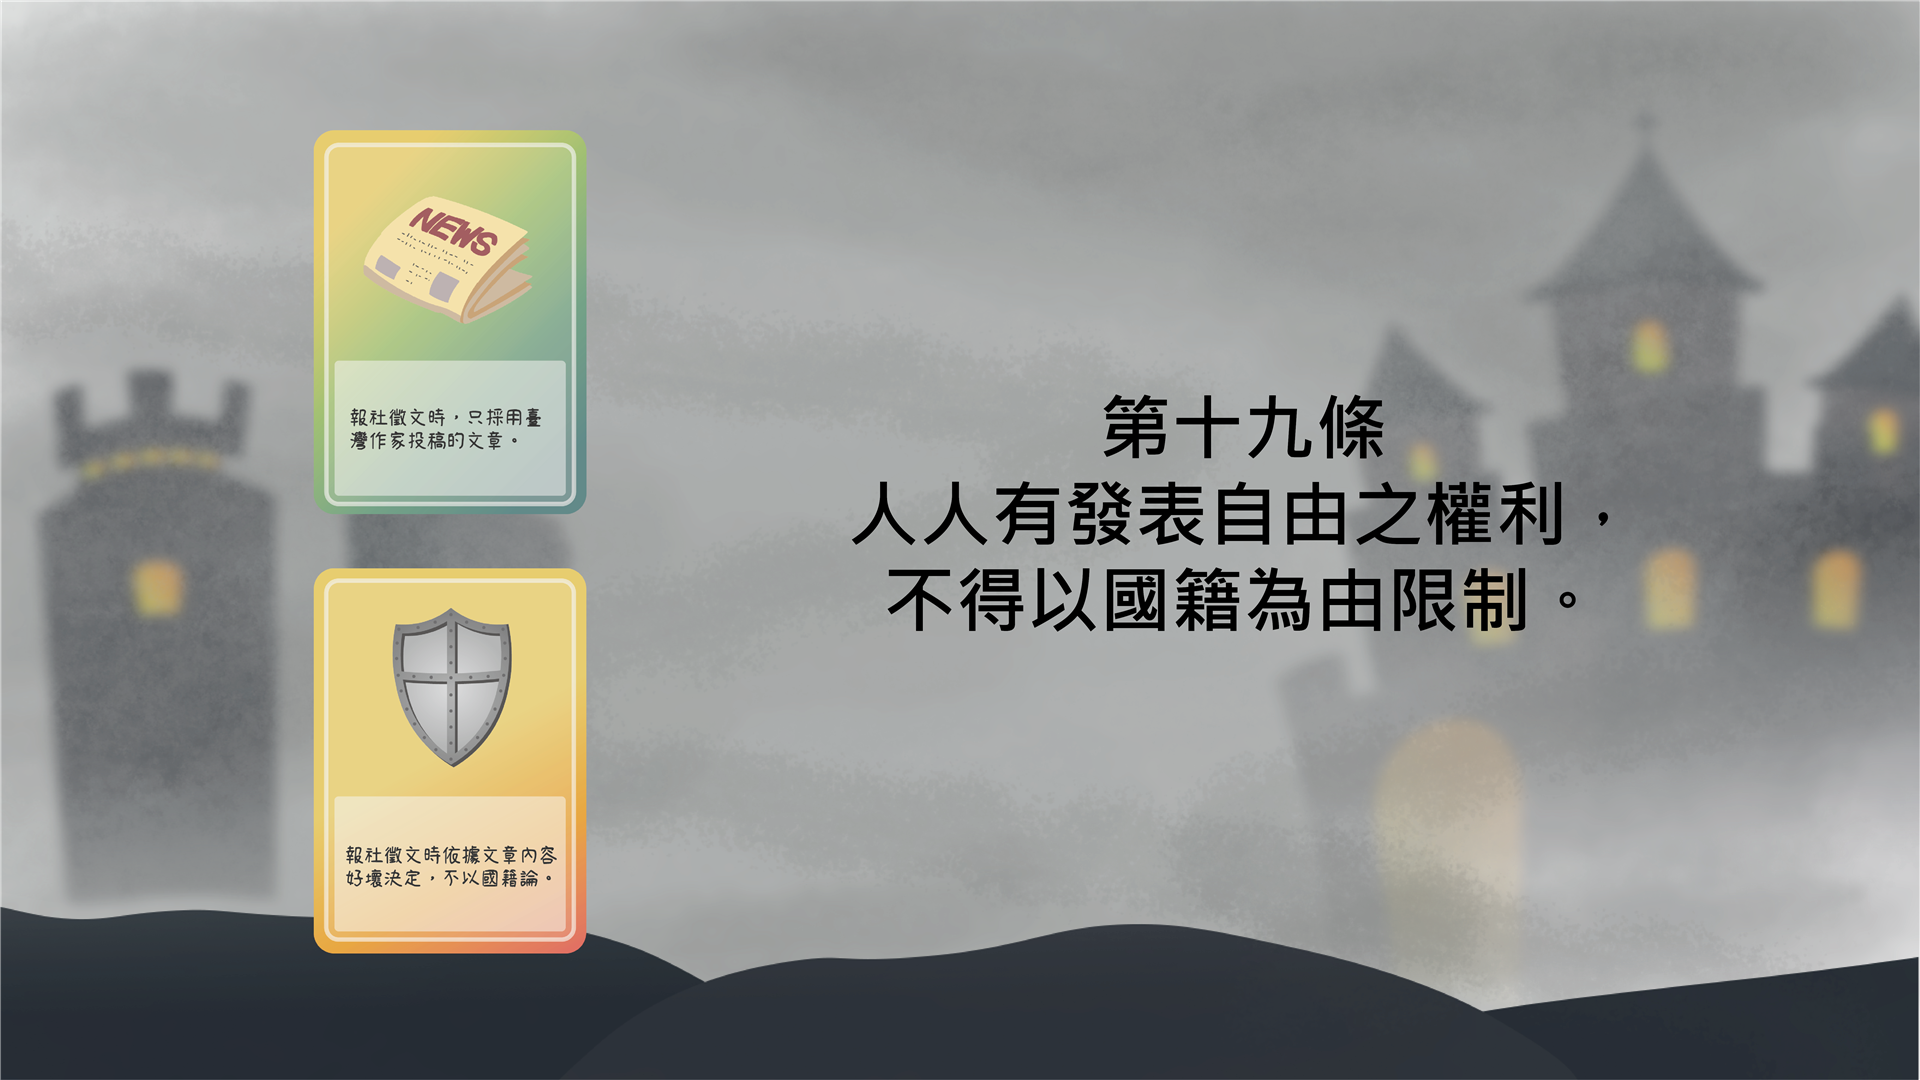 NEWS
報社徵文時，只採用臺
灣作家投稿的文章。
報社徵文時依據文章內容
好壞決定，不以國籍論。
第十九條
人人有發表自由之權利，
不得以國籍為由限制。